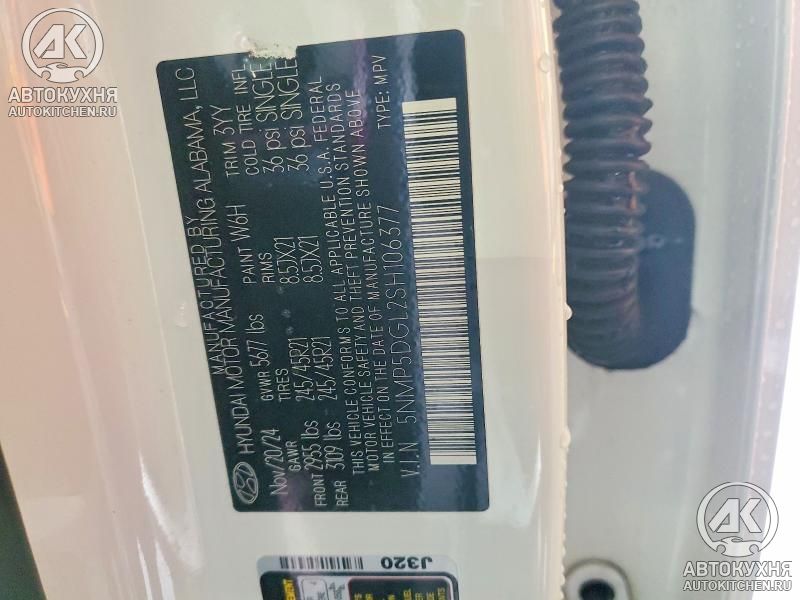 MANUFACTURED BY
HYUNDAI MOTOR MANUFACTURING ALABAMA, LLC
Nov/20/24 GVWR 5677 lbs PAINT W6H TRIM 3YY
GAWR TIRES RIMS COLD TIRE INFL
FRONT 2955 lbs 245/45R21 8.5JX21 36 psi SINGLE
REAR 3109 lbs 245/45R21 8.5JX21 36 psi SINGLE
THIS VEHICLE CONFORMS TO ALL APPLICABLE U.S.A. FEDERAL
MOTOR VEHICLE SAFETY AND THEFT PREVENTION STANDARDS
IN EFFECT ON THE DATE OF MANUFACTURE SHOWN ABOVE
V.I.N 5NMP5DGL2SH106377 TYPE: MPV
J320
АВТОКУХНЯ
AUTOKITCHEN.RU
АВТОКУХНЯ
AUTOKITCHEN.RU